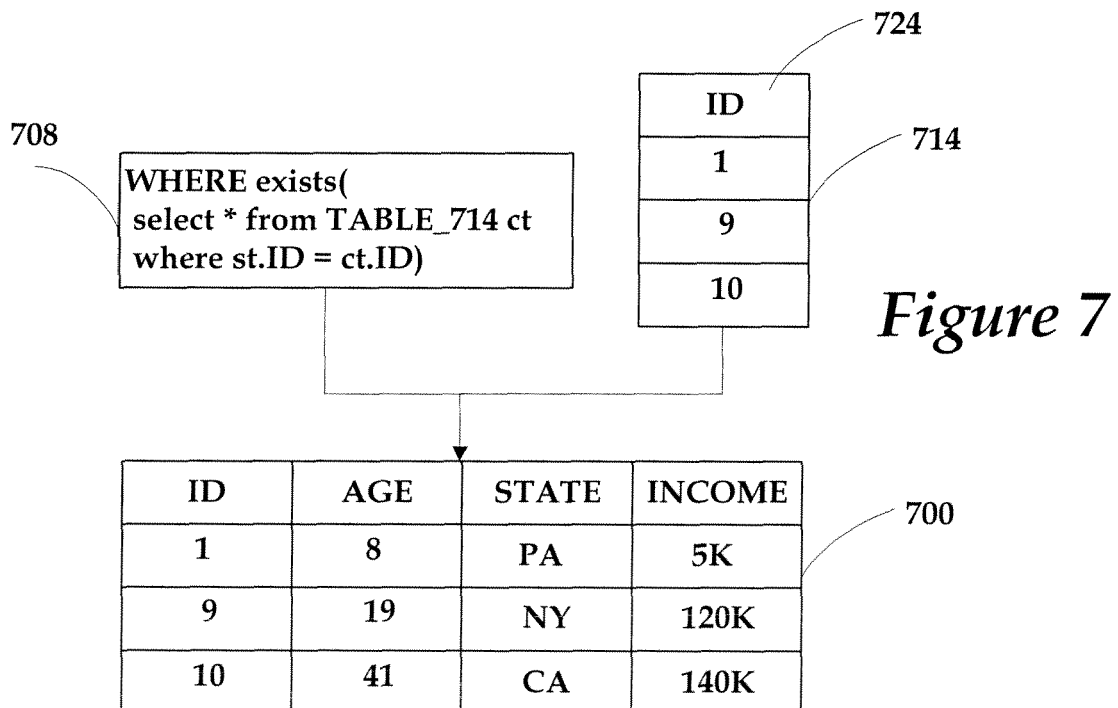 724
ID
708
714
1
WHERE exists(
select * from TABLE_714 ct
where st.ID = ct.ID)
9
10
Figure 7
ID AGE STATE INCOME
700
1 8 PA 5K
9 19 NY 120K
10 41 CA 140K